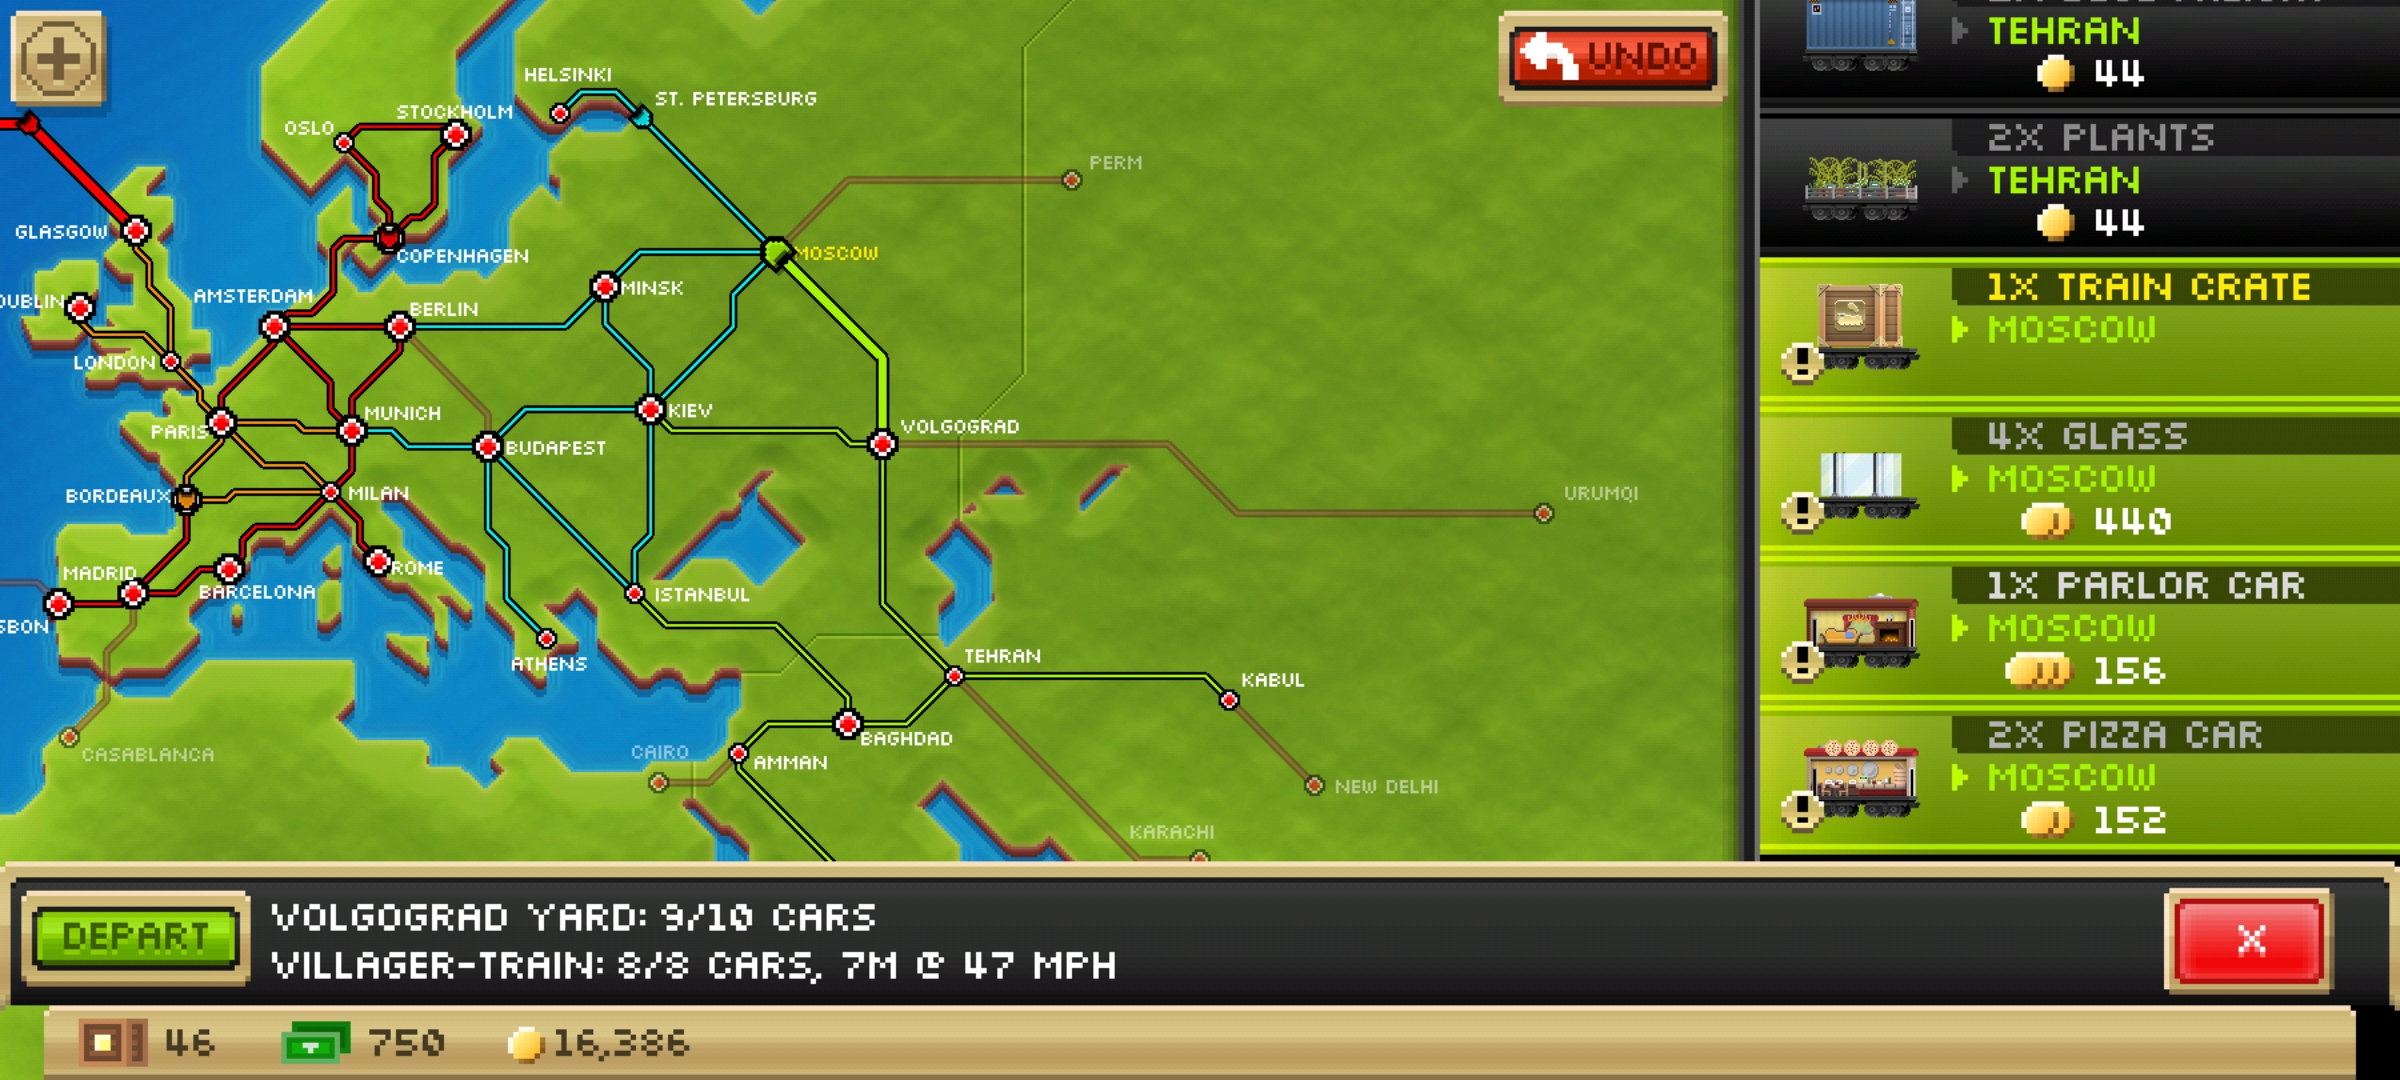 UNDO
HELSINKI
ST. PETERSBURG
STOCKHOLM
OSLO
PERM
GLASGOW
COPENHAGEN
MOSCOW
MINSK
AMSTERDAM
BERLIN
LONDON
MUNICH
KIEV
PARIS
VOLGOGRAD
BUDAPEST
BORDEAUX
MILAN
URUMQI
MADRID
ROME
BARCELONA
ISTANBUL
ATHENS
TEHRAN
KABUL
CASABLANCA
CAIRO
BAGHDAD
AMMAN
NEW DELHI
KARACHI
TEHRAN
44
2X PLANTS
TEHRAN
44
1X TRAIN CRATE
MOSCOW
4X GLASS
MOSCOW
440
1X PARLOR CAR
MOSCOW
156
2X PIZZA CAR
MOSCOW
152
DEPART
VOLGOGRAD YARD: 9/10 CARS
VILLAGER-TRAIN: 8/8 CARS, 7M @ 47 MPH
X
46
750
16,386